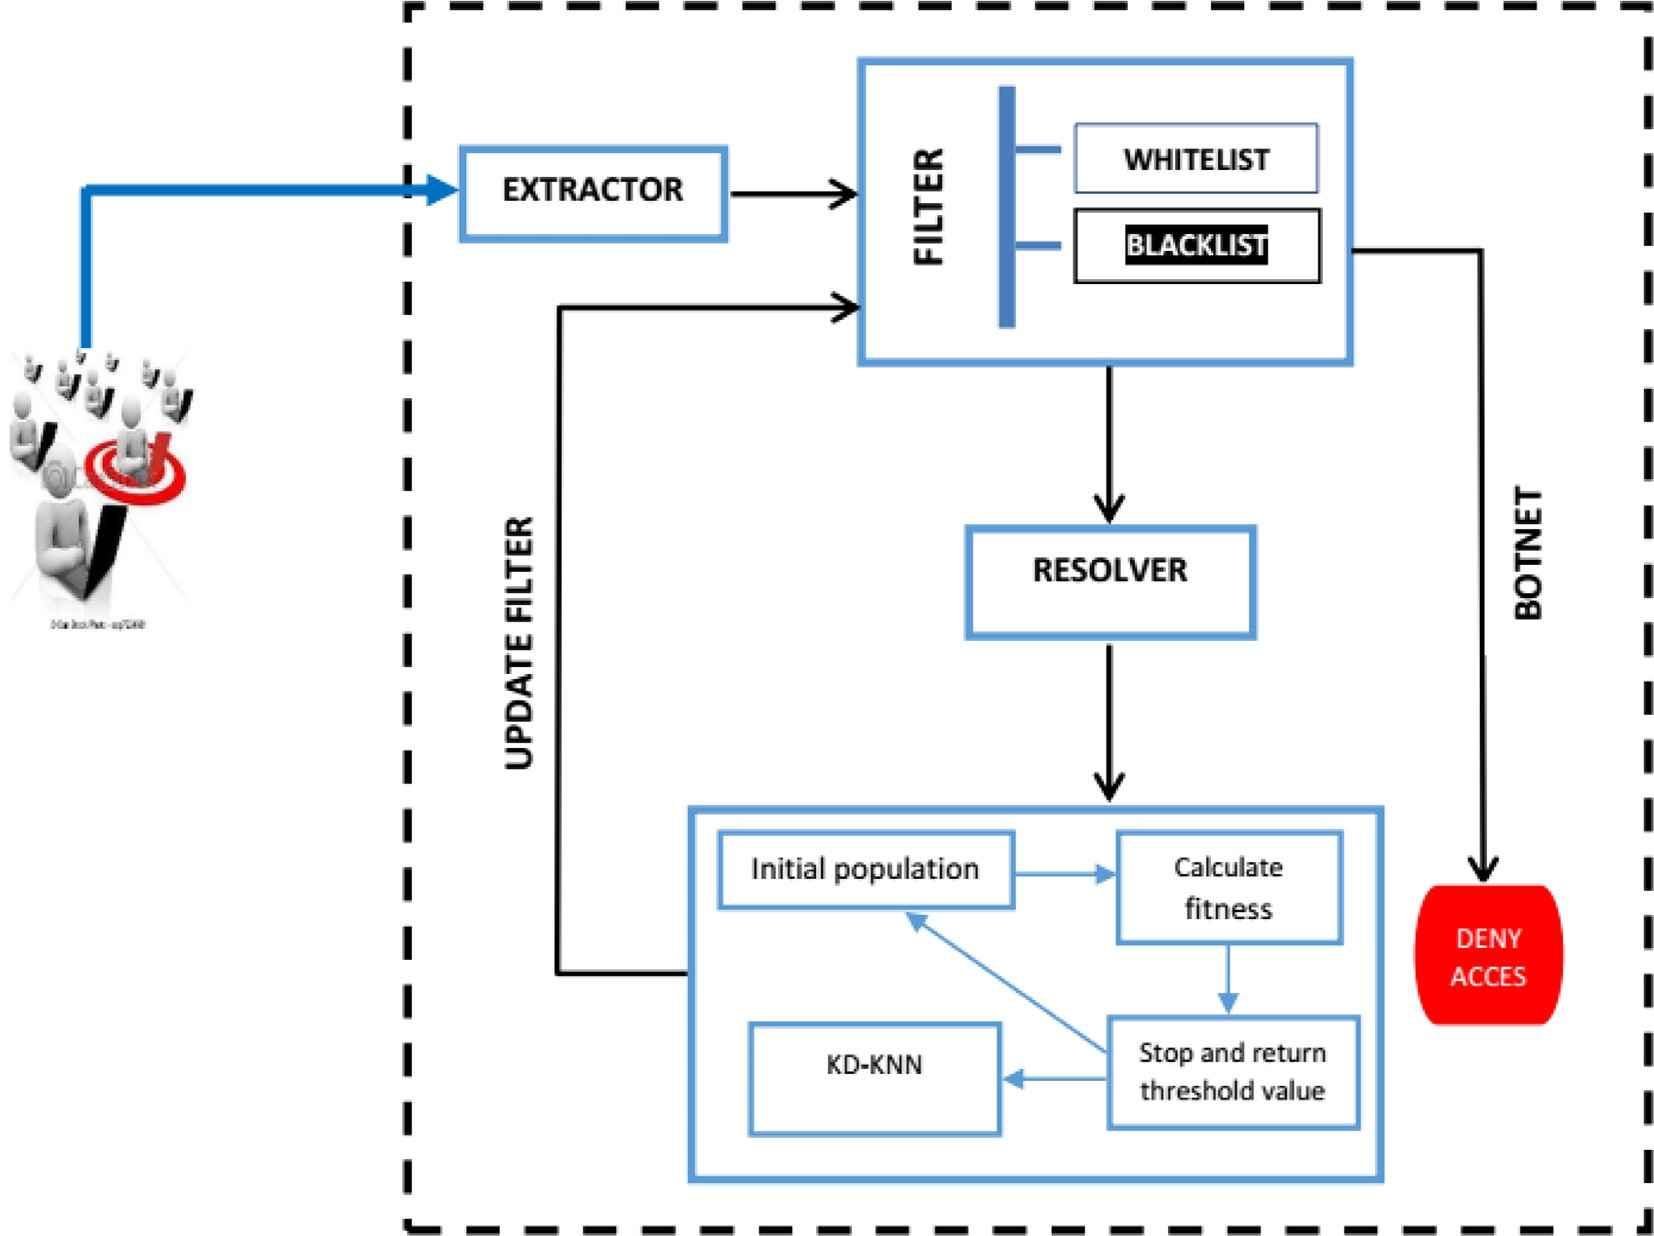 EXTRACTOR
FILTER
WHITELIST
BLACKLIST
RESOLVER
UPDATE FILTER
BOTNET
Initial population
Calculate
fitness
Stop and return
threshold value
KD-KNN
DENY
ACCES